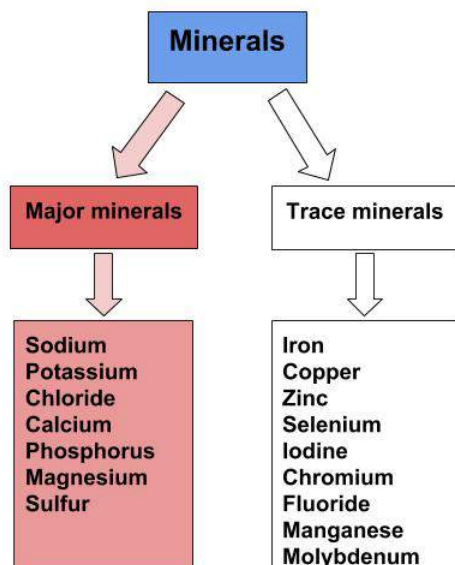 Minerals
Major minerals
Trace minerals
Sodium
Potassium
Chloride
Calcium
Phosphorus
Magnesium
Sulfur
Iron
Copper
Zinc
Selenium
Iodine
Chromium
Fluoride
Manganese
Molybdenum